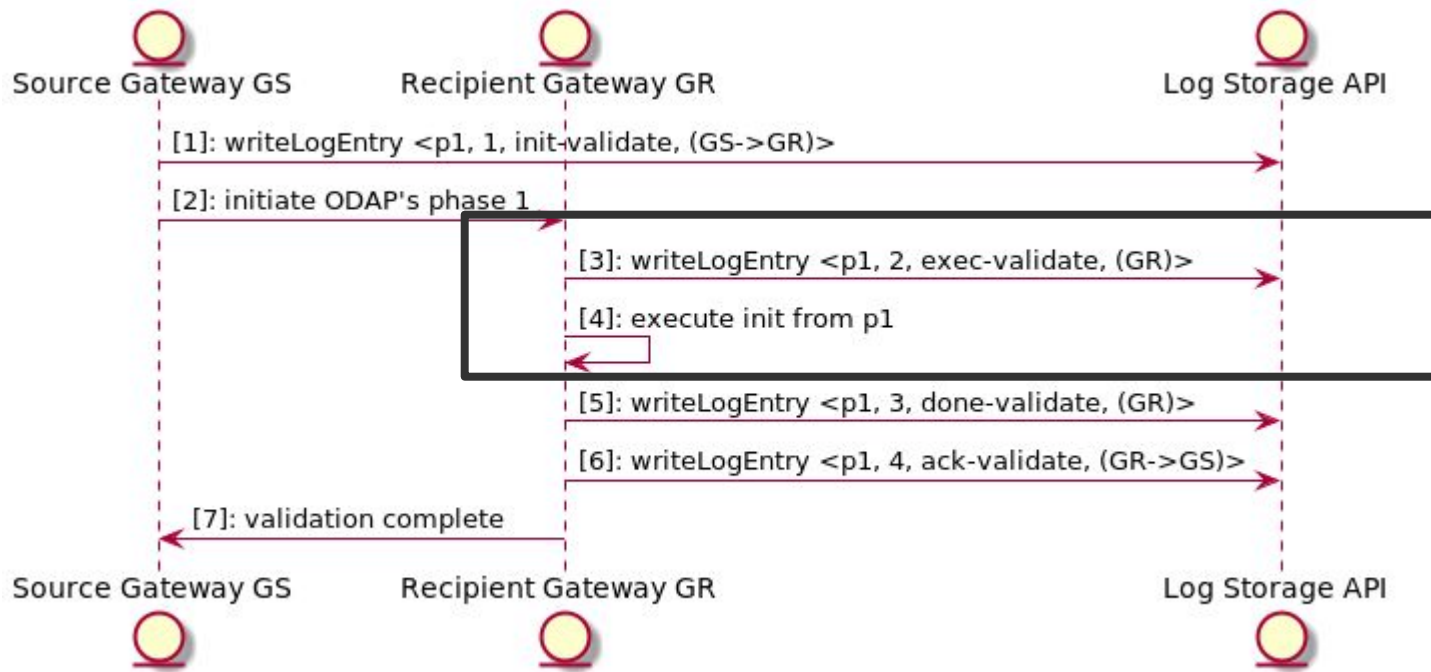 Source Gateway GS Recipient Gateway GR Log Storage API
[1]: writeLogEntry <p1, 1, init-validate, (GS->GR)>
[2]: initiate ODAP's phase 1
[3]: writeLogEntry <p1, 2, exec-validate, (GR)>
[4]: execute init from p1
[5]: writeLogEntry <p1, 3, done-validate, (GR)>
[6]: writeLogEntry <p1, 4, ack-validate, (GR->GS)>
[7]: validation complete
Source Gateway GS Recipient Gateway GR Log Storage API